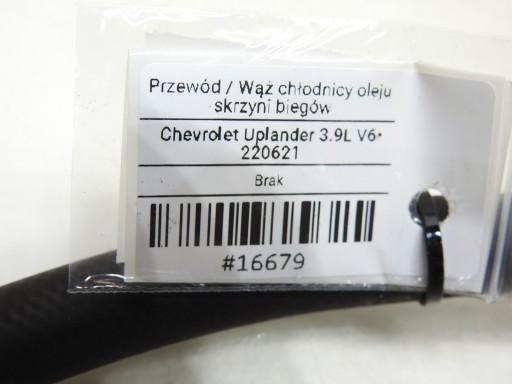 Przewód / Wąż chłodnicy oleju
skrzyni biegów
Chevrolet Uplander 3.9L V6•
220621
Brak
#16679